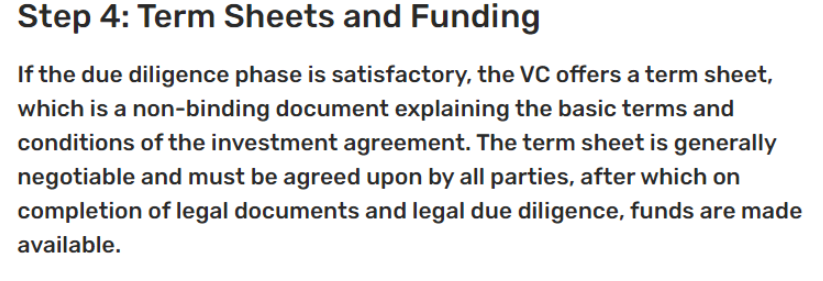 Step 4: Term Sheets and Funding
If the due diligence phase is satisfactory, the VC offers a term sheet,
which is a non-binding document explaining the basic terms and
conditions of the investment agreement. The term sheet is generally
negotiable and must be agreed upon by all parties, after which on
completion of legal documents and legal due diligence, funds are made
available.